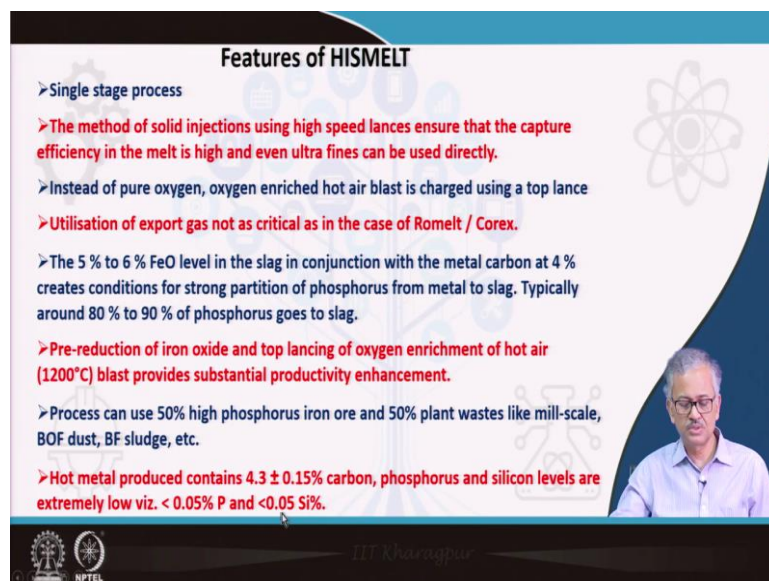 Features of HISMELT
➢Single stage process
➢The method of solid injections using high speed lances ensure that the capture
efficiency in the melt is high and even ultra fines can be used directly.
➢Instead of pure oxygen, oxygen enriched hot air blast is charged using a top lance
➢Utilisation of export gas not as critical as in the case of Romelt / Corex.
➢The 5 % to 6 % FeO level in the slag in conjunction with the metal carbon at 4 %
creates conditions for strong partition of phosphorus from metal to slag. Typically
around 80 % to 90 % of phosphorus goes to slag.
➢Pre-reduction of iron oxide and top lancing of oxygen enrichment of hot air
(1200°C) blast provides substantial productivity enhancement.
➢Process can use 50% high phosphorus iron ore and 50% plant wastes like mill-scale,
BOF dust, BF sludge, etc.
➢Hot metal produced contains 4.3 ± 0.15% carbon, phosphorus and silicon levels are
extremely low viz. < 0.05% P and <0.05 Si%.
IIT Kharagpur
NPTEL